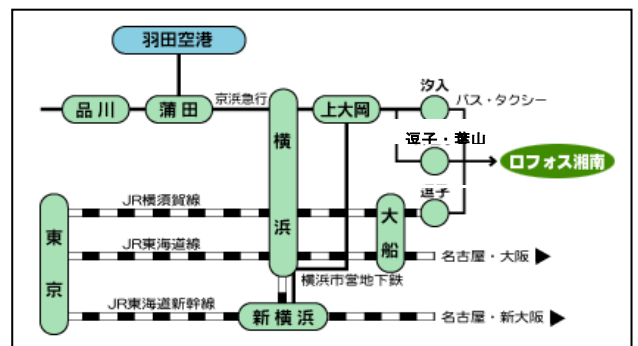 羽田空港
汐入
京浜急行
バス・タクシー
品川
蒲田
上大岡
横浜
逗子・葉山
ロフォス湘南
逗子
JR横須賀線
大船
東京
JR東海道線
名古屋・大阪
横浜市営地下鉄
JR東海道新幹線
新横浜
名古屋・新大阪